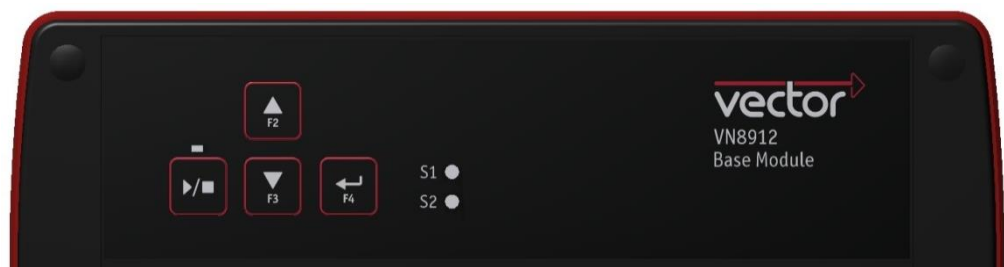 F2
F3
F4
S1
S2
vector
VN8912
Base Module